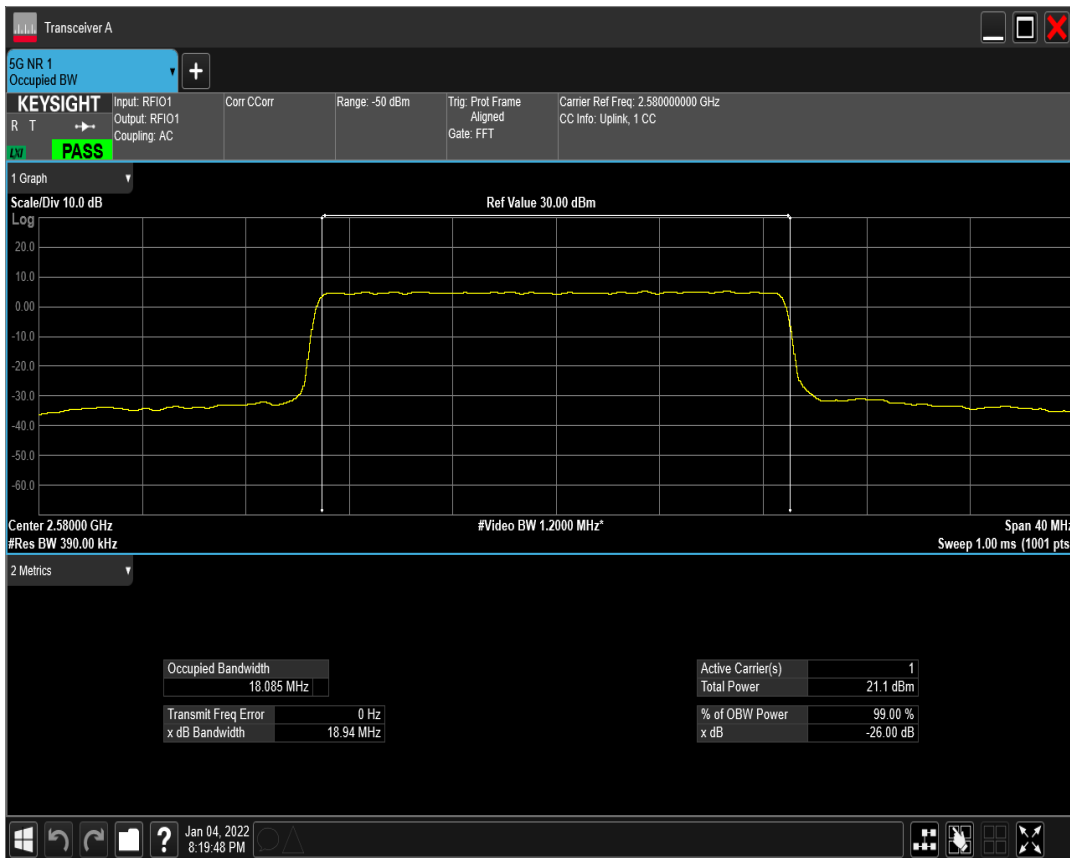 Transceiver A
5G NR 1
Occupied BW
KEYSIGHT
R T
LXI
PASS
Input: RFIO1
Output: RFIO1
Coupling: AC
Corr CCorr
Range: -50 dBm
Trig: Prot Frame
Aligned
Gate: FFT
Carrier Ref Freq: 2.580000000 GHz
CC Info: Uplink, 1 CC
1 Graph
Scale/Div 10.0 dB
Ref Value 30.00 dBm
Log
20.0
10.0
0.00
-10.0
-20.0
-30.0
-40.0
-50.0
-60.0
Center 2.58000 GHz
#Video BW 1.2000 MHz*
Span 40 MHz
#Res BW 390.00 kHz
Sweep 1.00 ms (1001 pts
2 Metrics
Occupied Bandwidth
18.085 MHz
Transmit Freq Error 0 Hz
x dB Bandwidth 18.94 MHz
Active Carrier(s) 1
Total Power 21.1 dBm
% of OBW Power 99.00 %
x dB -26.00 dB
?
Jan 04, 2022
8:19:48 PM